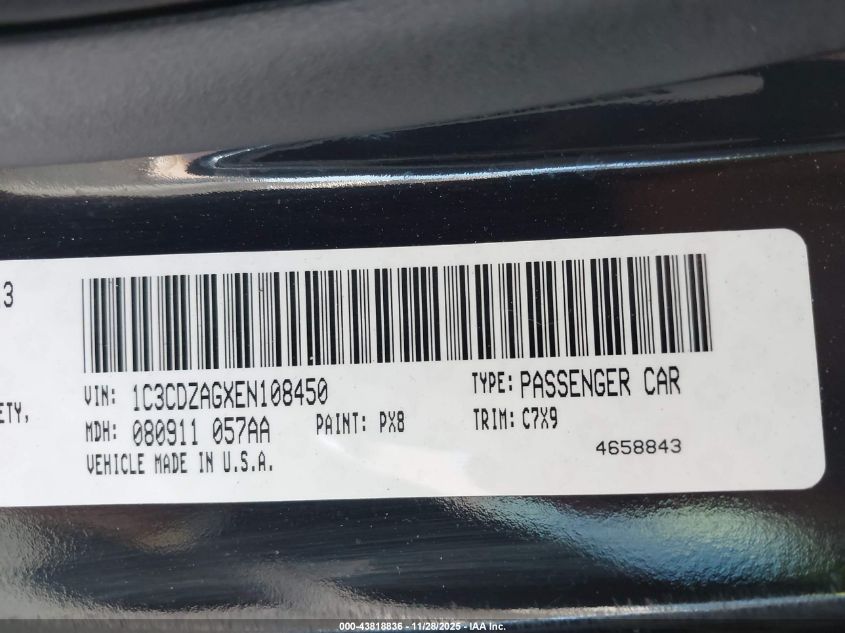 .3
ETY,
VIN: 1C3CDZAGXEN108450
TYPE: PASSENGER CAR
MDH: 080911 057AA
PAINT: PX8
TRIM: C7X9
VEHICLE MADE IN U.S.A.
4658843
000-43818836 - 11/28/2025 - IAA Inc.